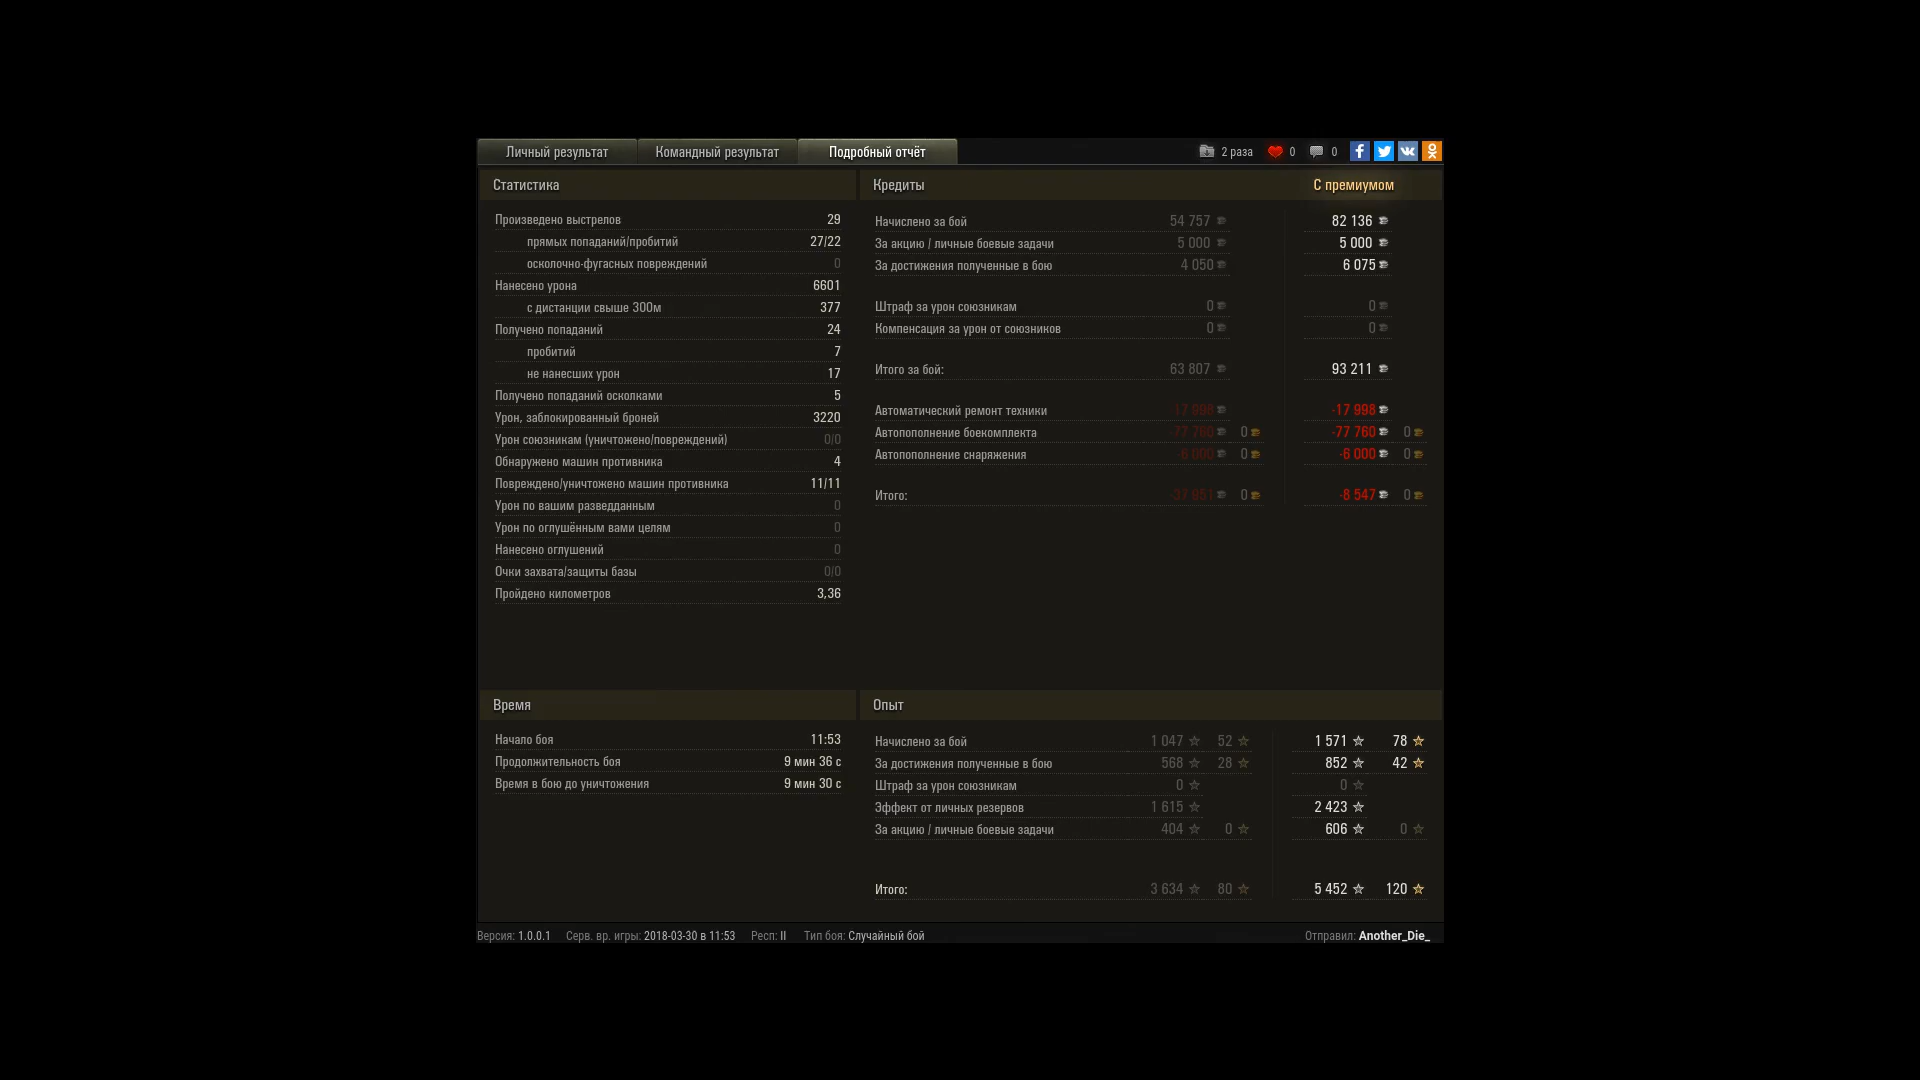 Личный результат Командный результат Подробный отчёт 2 раза 0 0
Статистика
Произведено выстрелов 29
прямых попаданий/пробитий 27/22
осколочно-фугасных повреждений 0
Нанесено урона 6601
с дистанции свыше 300м 377
Получено попаданий 24
пробитий 7
не нанесших урон 17
Получено попаданий осколками 5
Урон, заблокированный броней 3220
Урон союзникам (уничтожено/повреждений) 0/0
Обнаружено машин противника 4
Повреждено/уничтожено машин противника 11/11
Урон по вашим разведданным 0
Урон по оглушённым вами целям 0
Нанесено оглушений 0
Очки захвата/защиты базы 0/0
Пройдено километров 3,36
Кредиты С премиумом
Начислено за бой 54 757 82 136
За акцию / личные боевые задачи 5 000 5 000
За достижения полученные в бою 4 050 6 075
Штраф за урон союзникам 0 0
Компенсация за урон от союзников 0 0
Итого за бой: 63 807 93 211
Автоматический ремонт техники -17 998 -17 998
Автопополнение боекомплекта -77 760 0 -77 760 0
Автопополнение снаряжения -6 000 0 -6 000 0
Итого: -37 951 0 -8 547 0
Время
Начало боя 11:53
Продолжительность боя 9 мин 36 с
Время в бою до уничтожения 9 мин 30 с
Опыт
Начислено за бой 1 047 52 1 571 78
За достижения полученные в бою 568 28 852 42
Штраф за урон союзникам 0 0
Эффект от личных резервов 1 615 2 423
За акцию / личные боевые задачи 404 0 606 0
Итого: 3 634 80 5 452 120
Версия: 1.0.0.1 Серв. вр. игры: 2018-03-30 в 11:53 Респ: II Тип боя: Случайный бой Отправил: Another_Die_